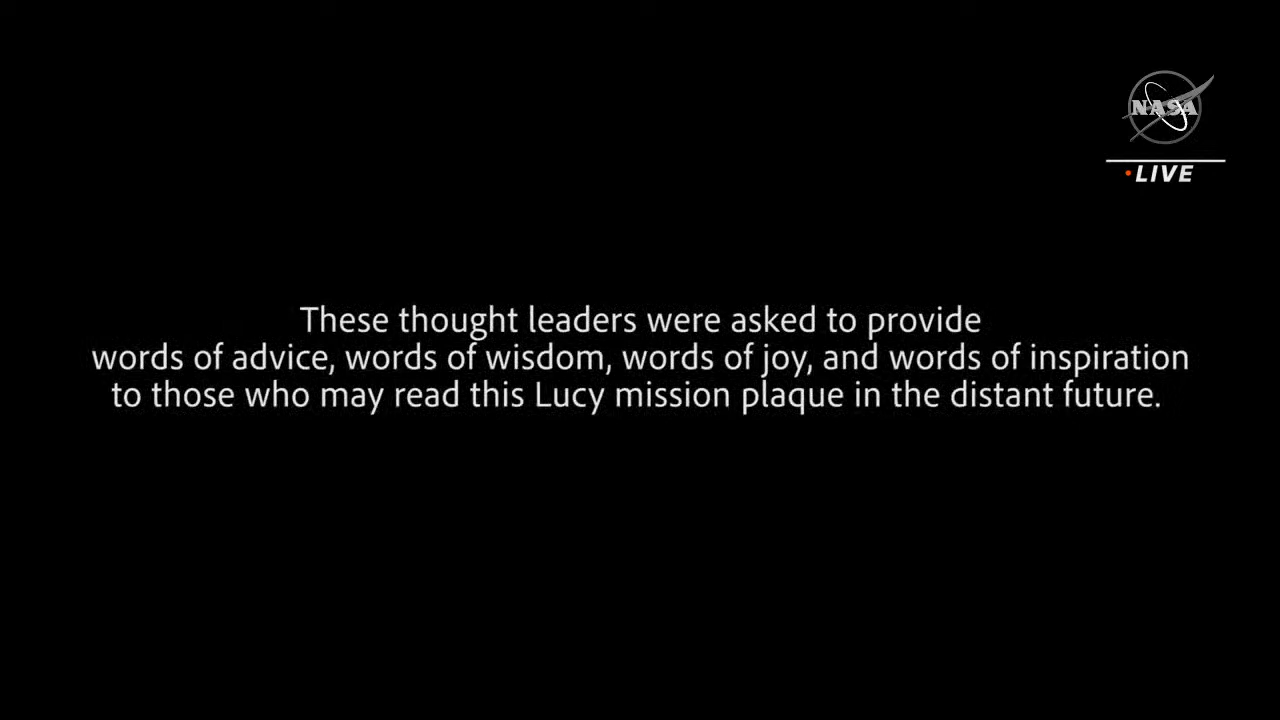 NASA
LIVE
These thought leaders were asked to provide
words of advice, words of wisdom, words of joy, and words of inspiration
to those who may read this Lucy mission plaque in the distant future.